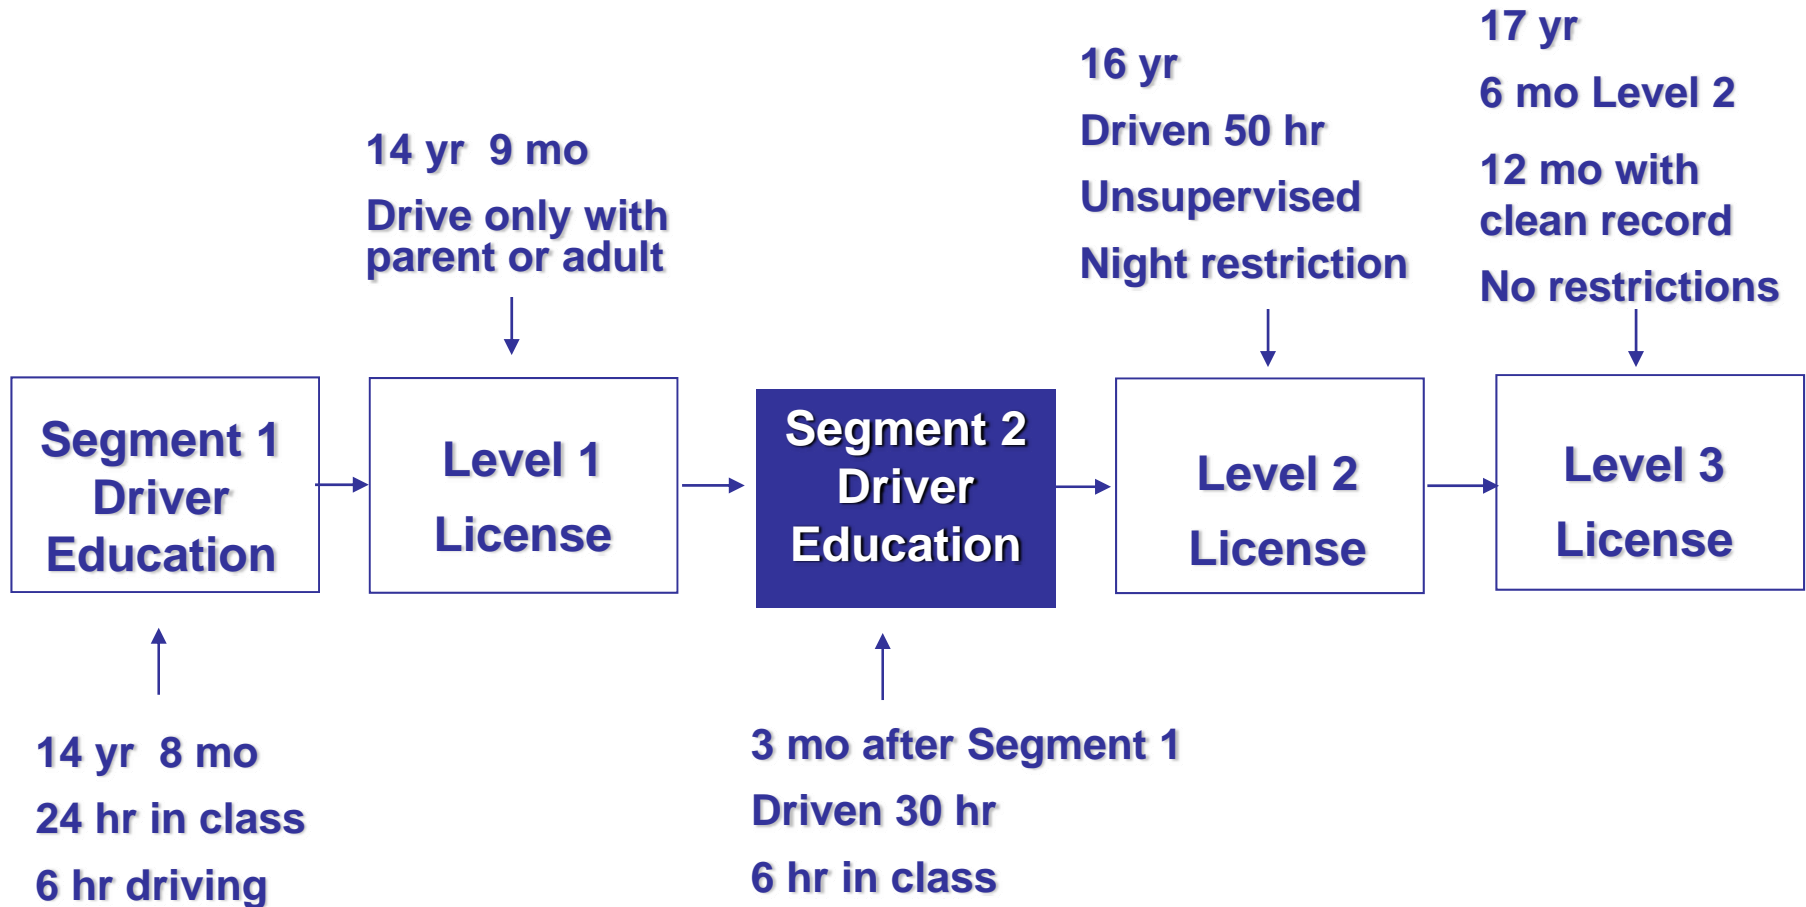 14 yr  9 mo
Drive only with
parent or adult
16 yr
Driven 50 hr
Unsupervised
Night restriction
17 yr
6 mo Level 2
12 mo with
clean record
No restrictions
Segment 1
Driver
Education
Level 1
License
Segment 2
Driver
Education
Level 2
License
Level 3
License
14 yr  8 mo
24 hr in class
6 hr driving
3 mo after Segment 1
Driven 30 hr
6 hr in class